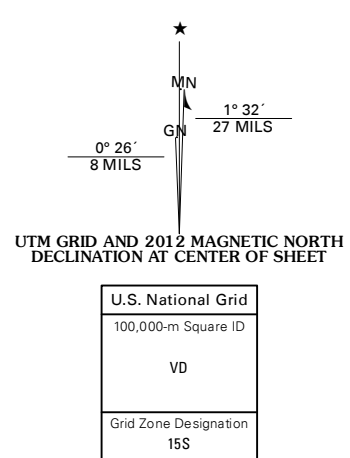 ★
MN
1° 32´
27 MILS
GN
0° 26´
8 MILS
UTM GRID AND 2012 MAGNETIC NORTH
DECLINATION AT CENTER OF SHEET
U.S. National Grid
100,000-m Square ID
VD
Grid Zone Designation
15S